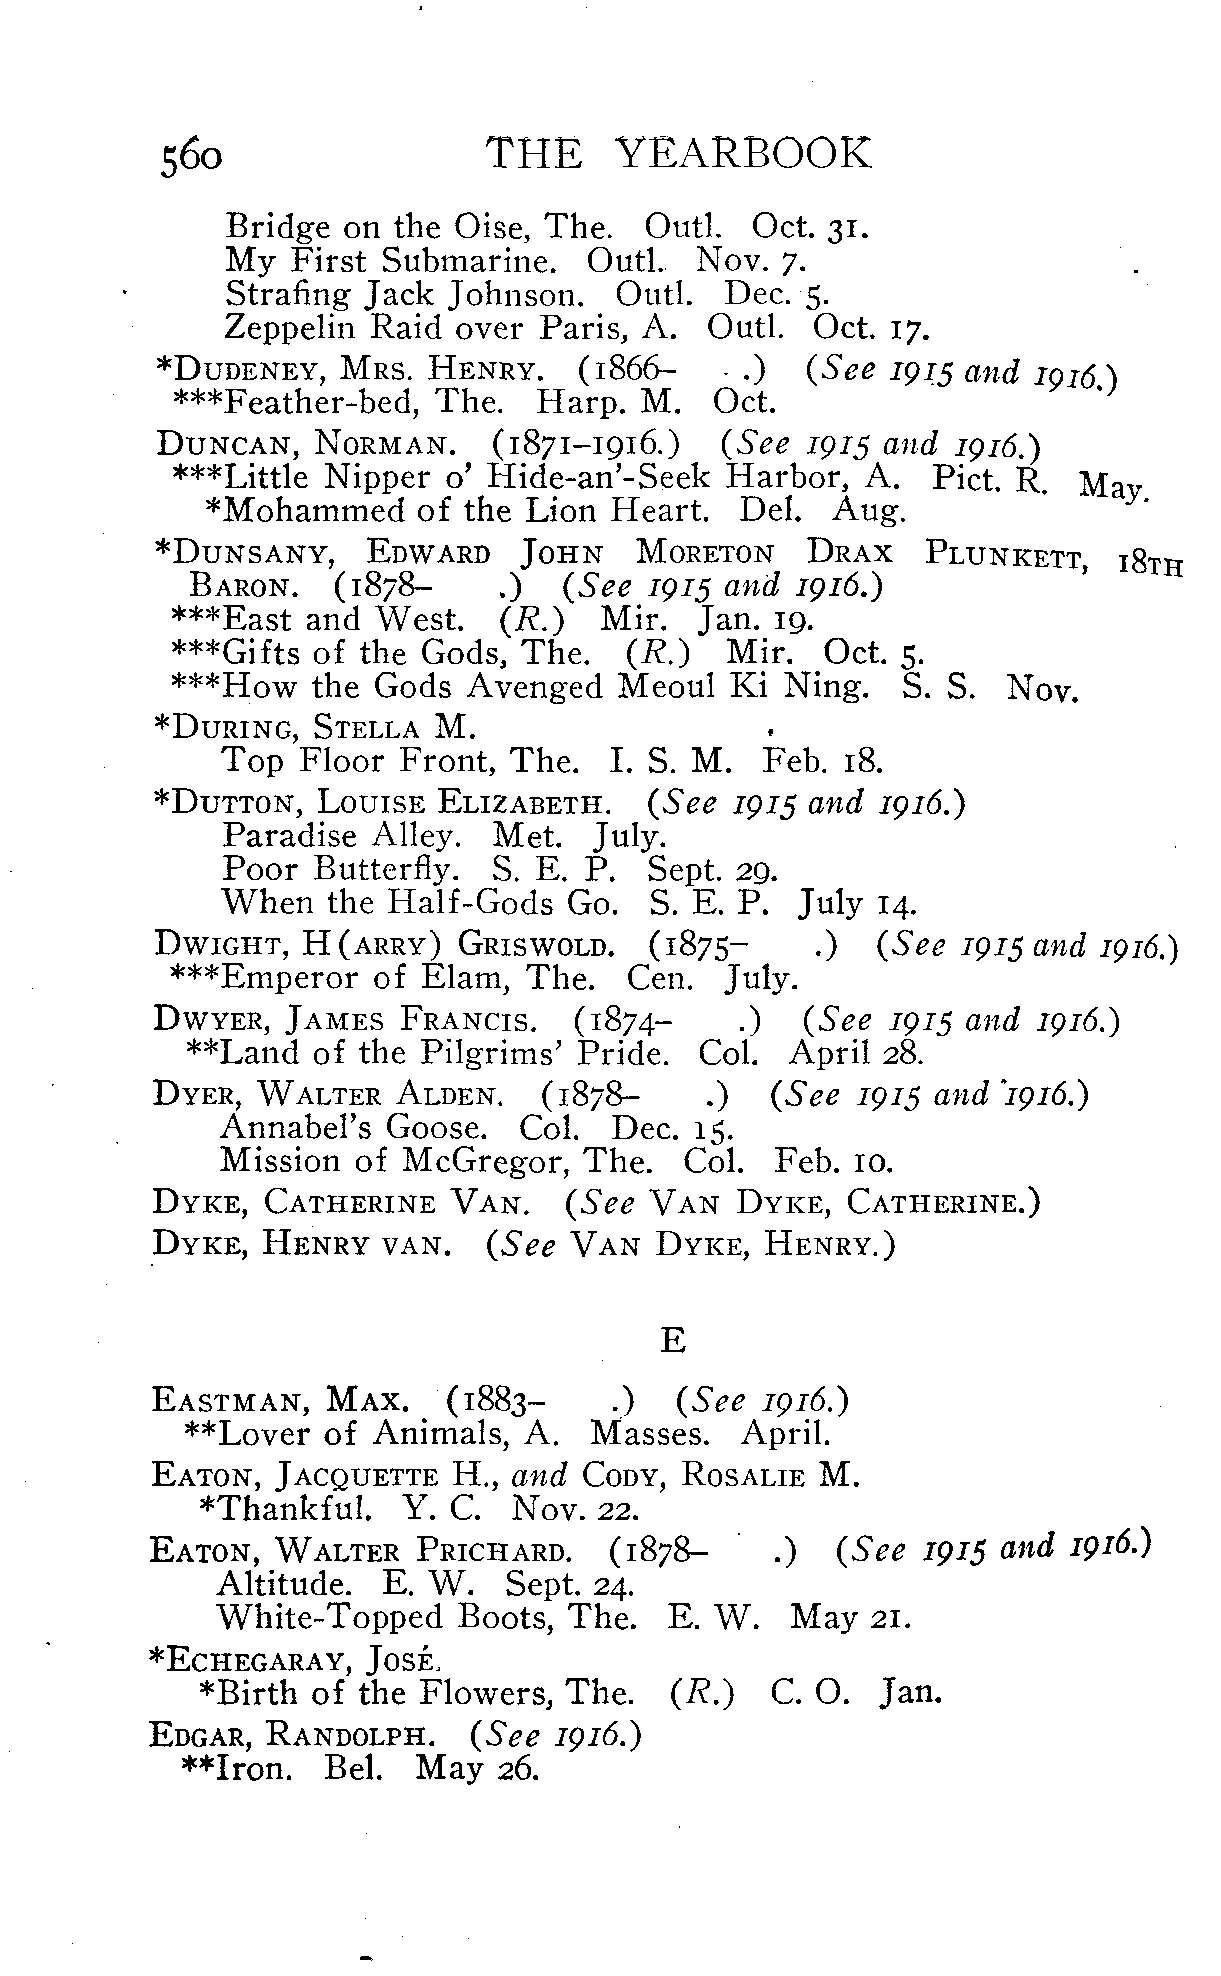 560 THE YEARBOOK
Bridge on the Oise, The. Outl. Oct. 31.
My First Submarine. Outl. Nov. 7.
Strafing Jack Johnson. Outl. Dec. 5.
Zeppelin Raid over Paris, A. Outl. Oct. 17.
*DUDENEY, MRS. HENRY. (1866– .) (See 1915 and 1916.)
***Feather-bed, The. Harp. M. Oct.
DUNCAN, NORMAN. (1871–1916.) (See 1915 and 1916.)
***Little Nipper o' Hide-an'-Seek Harbor, A. Pict. R. May.
*Mohammed of the Lion Heart. Del. Aug.
*DUNSANY, EDWARD JOHN MORETON DRAX PLUNKETT, 18TH
BARON. (1878– .) (See 1915 and 1916.)
***East and West. (R.) Mir. Jan. 19.
***Gifts of the Gods, The. (R.) Mir. Oct. 5.
***How the Gods Avenged Meoul Ki Ning. S. S. Nov.
*DURING, STELLA M.
Top Floor Front, The. I. S. M. Feb. 18.
*DUTTON, LOUISE ELIZABETH. (See 1915 and 1916.)
Paradise Alley. Met. July.
Poor Butterfly. S. E. P. Sept. 29.
When the Half-Gods Go. S. E. P. July 14.
DWIGHT, H(ARRY) GRISWOLD. (1875– .) (See 1915 and 1916.)
***Emperor of Elam, The. Cen. July.
DWYER, JAMES FRANCIS. (1874– .) (See 1915 and 1916.)
**Land of the Pilgrims' Pride. Col. April 28.
DYER, WALTER ALDEN. (1878– .) (See 1915 and 1916.)
Annabel's Goose. Col. Dec. 15.
Mission of McGregor, The. Col. Feb. 10.
DYKE, CATHERINE VAN. (See VAN DYKE, CATHERINE.)
DYKE, HENRY VAN. (See VAN DYKE, HENRY.)
E
EASTMAN, MAX. (1883– .) (See 1916.)
**Lover of Animals, A. Masses. April.
EATON, JACQUETTE H., and CODY, ROSALIE M.
*Thankful. Y. C. Nov. 22.
EATON, WALTER PRICHARD. (1878– .) (See 1915 and 1916.)
Altitude. E. W. Sept. 24.
White-Topped Boots, The. E. W. May 21.
*ECHEGARAY, JOSÉ.
*Birth of the Flowers, The. (R.) C. O. Jan.
EDGAR, RANDOLPH. (See 1916.)
**Iron. Bel. May 26.